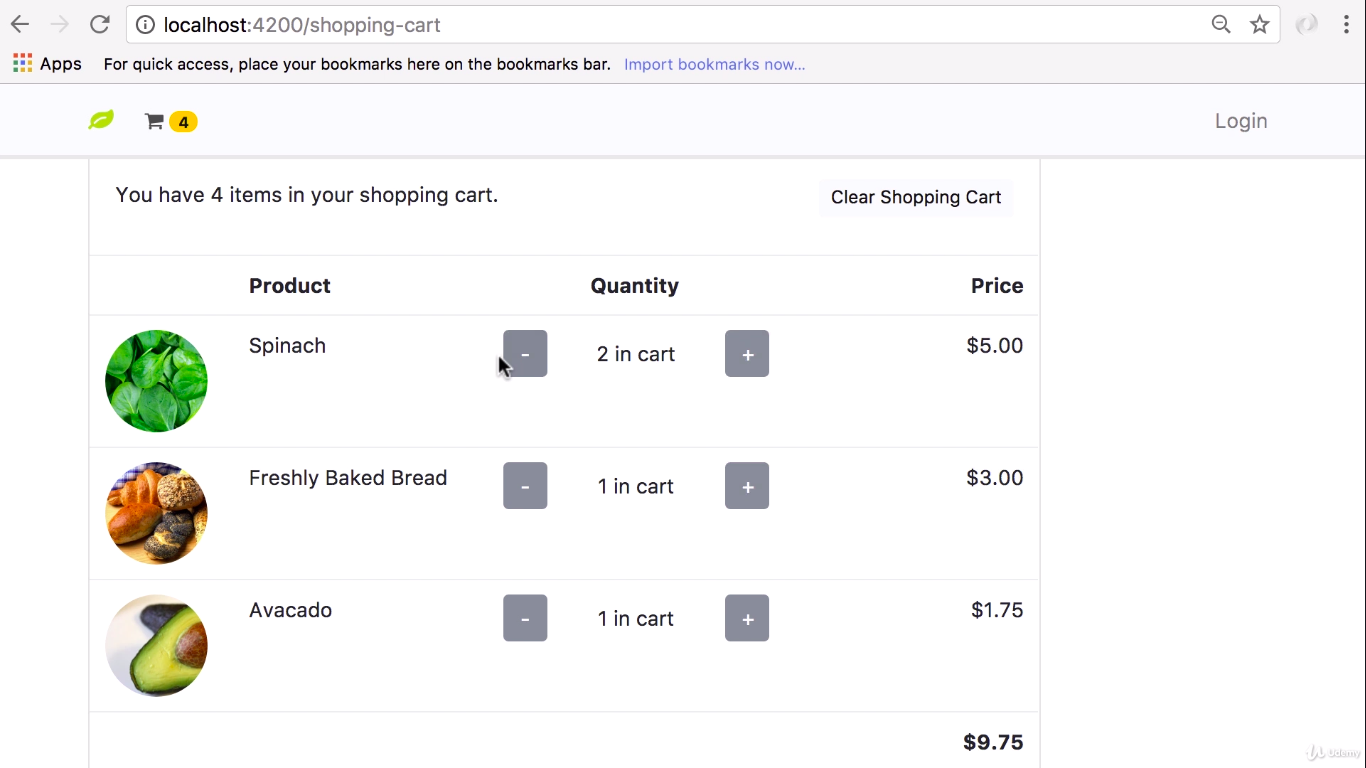 localhost:4200/shopping-cart
Apps For quick access, place your bookmarks here on the bookmarks bar. Import bookmarks now...
4 Login
You have 4 items in your shopping cart. Clear Shopping Cart
Product Quantity Price
Spinach - 2 in cart + $5.00
Freshly Baked Bread - 1 in cart + $3.00
Avacado - 1 in cart + $1.75
$9.75
Udemy